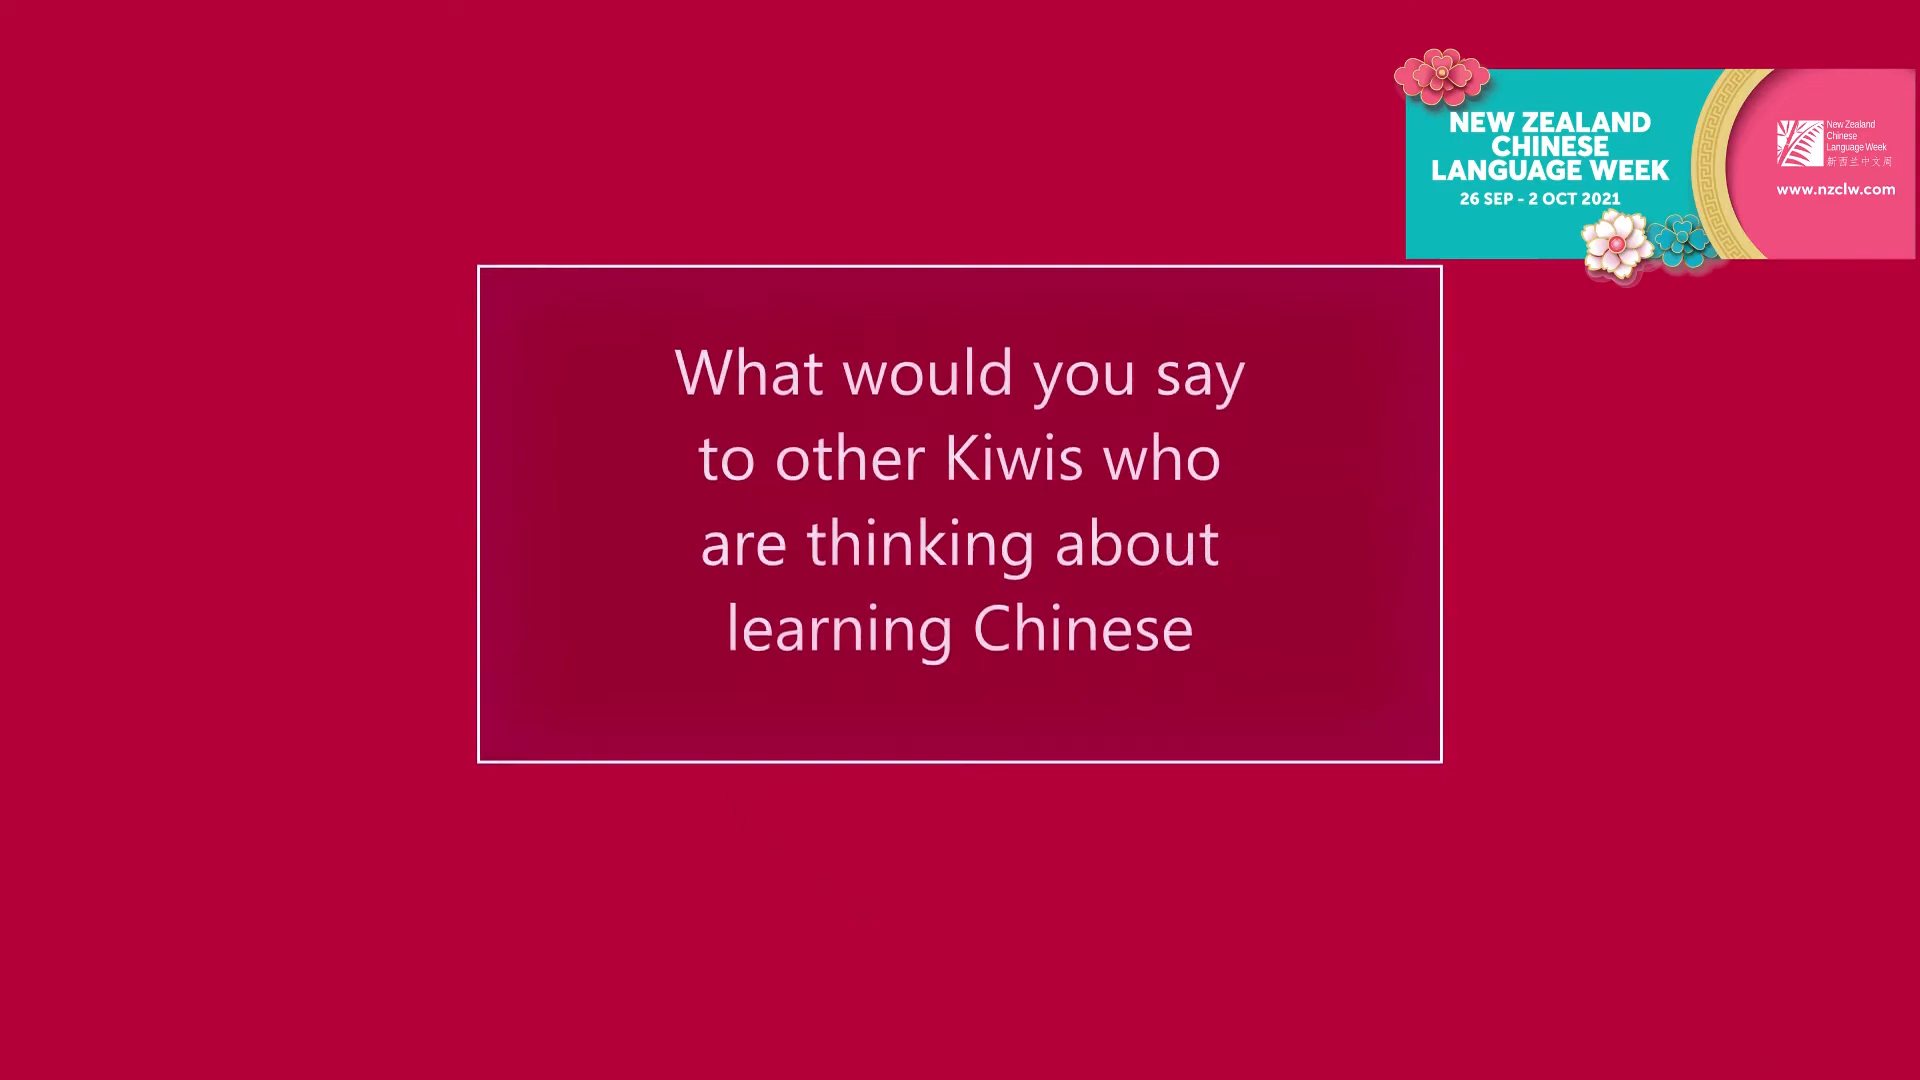 NEW ZEALAND
CHINESE
LANGUAGE WEEK
26 SEP - 2 OCT 2021
New Zealand
Chinese
Language Week
新西兰中文周
www.nzclw.com
What would you say
to other Kiwis who
are thinking about
learning Chinese